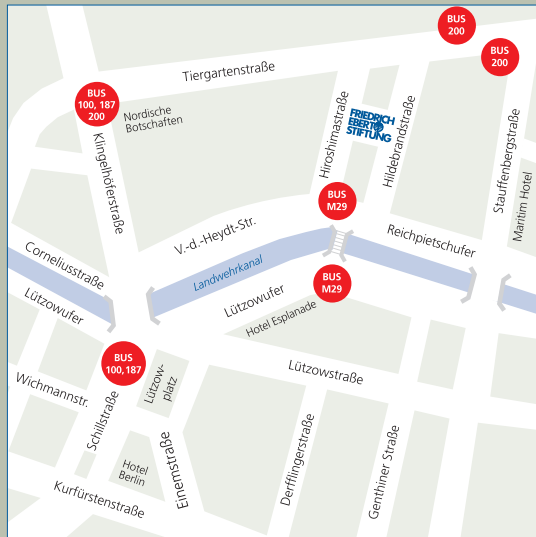 BUS
200
BUS
200
Tiergartenstraße
BUS
100, 187
200
Nordische
Botschaften
Klingelhöferstraße
Hiroshimastraße
FRIEDRICH
EBERT
STIFTUNG
Hildebrandstraße
Stauffenbergstraße
Maritim Hotel
BUS
M29
V.-d.-Heydt-Str.
Reichpietschufer
Corneliusstraße
Landwehrkanal
Lützowufer
Lützowufer
BUS
M29
Hotel Esplanade
BUS
100,187
Lützow-
platz
Lützowstraße
Wichmannstr.
Schillstraße
Einemstraße
Derfflingerstraße
Genthiner Straße
Hotel
Berlin
Kurfürstenstraße